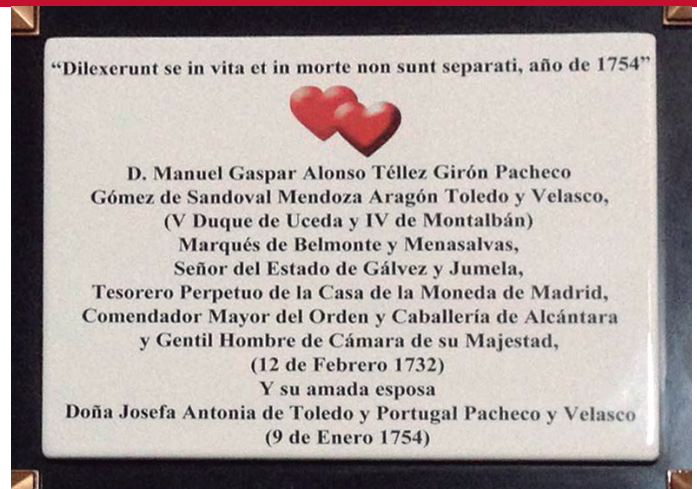 “Dilexerunt se in vita et in morte non sunt separati, año de 1754”
D. Manuel Gaspar Alonso Téllez Girón Pacheco
Gómez de Sandoval Mendoza Aragón Toledo y Velasco,
(V Duque de Uceda y IV de Montalbán)
Marqués de Belmonte y Menasalvas,
Señor del Estado de Gálvez y Jumela,
Tesorero Perpetuo de la Casa de la Moneda de Madrid,
Comendador Mayor del Orden y Caballería de Alcántara
y Gentil Hombre de Cámara de su Majestad,
(12 de Febrero 1732)
Y su amada esposa
Doña Josefa Antonia de Toledo y Portugal Pacheco y Velasco
(9 de Enero 1754)